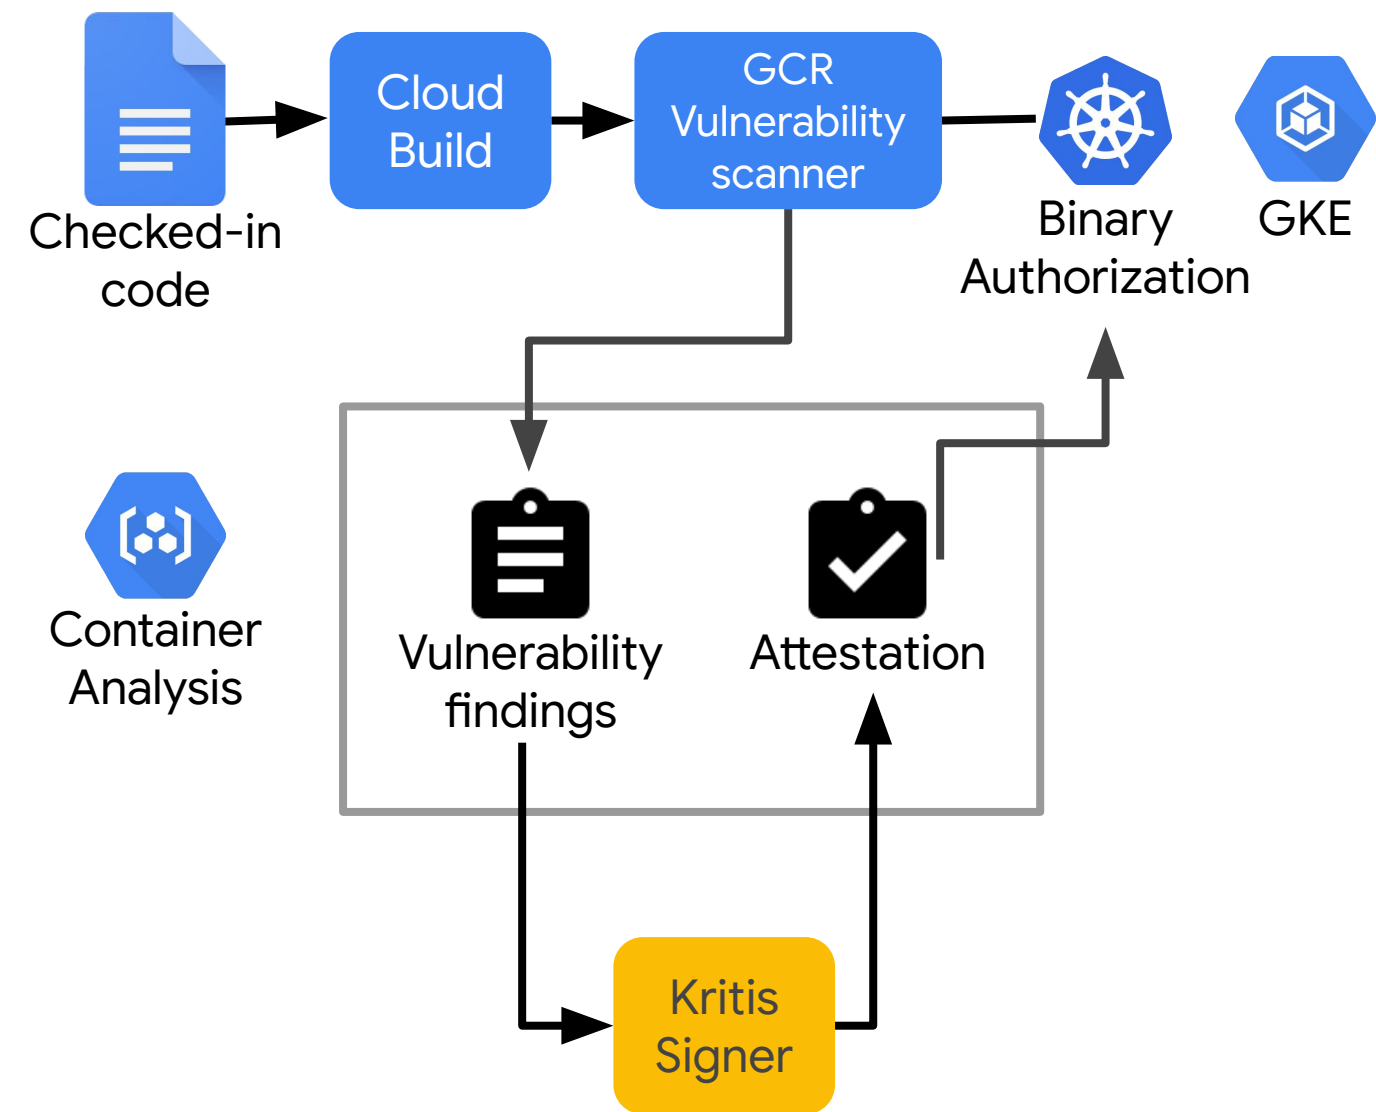 Checked-in
code
Cloud
Build
GCR
Vulnerability
scanner
Binary
Authorization
GKE
Container
Analysis
Vulnerability
findings
Attestation
Kritis
Signer